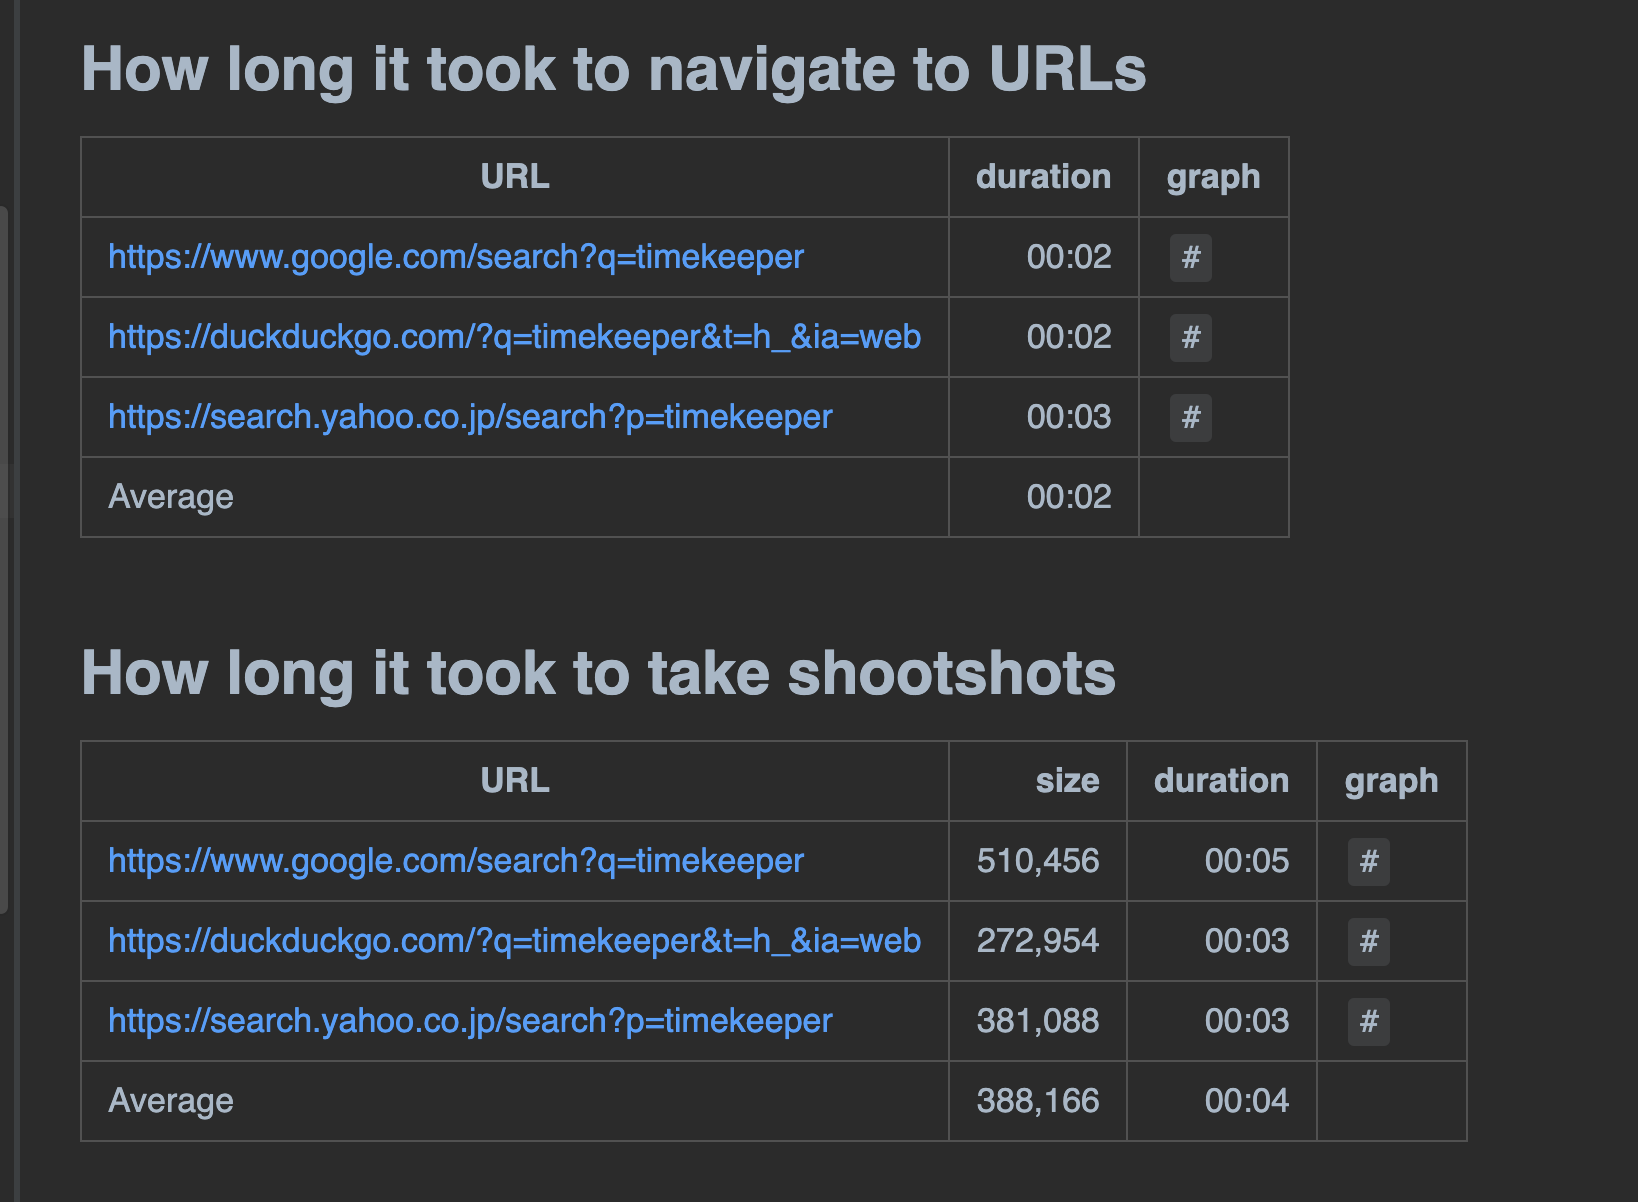 How long it took to navigate to URLs
URL duration graph
https://www.google.com/search?q=timekeeper 00:02 #
https://duckduckgo.com/?q=timekeeper&t=h_&ia=web 00:02 #
https://search.yahoo.co.jp/search?p=timekeeper 00:03 #
Average 00:02
How long it took to take shootshots
URL size duration graph
https://www.google.com/search?q=timekeeper 510,456 00:05 #
https://duckduckgo.com/?q=timekeeper&t=h_&ia=web 272,954 00:03 #
https://search.yahoo.co.jp/search?p=timekeeper 381,088 00:03 #
Average 388,166 00:04